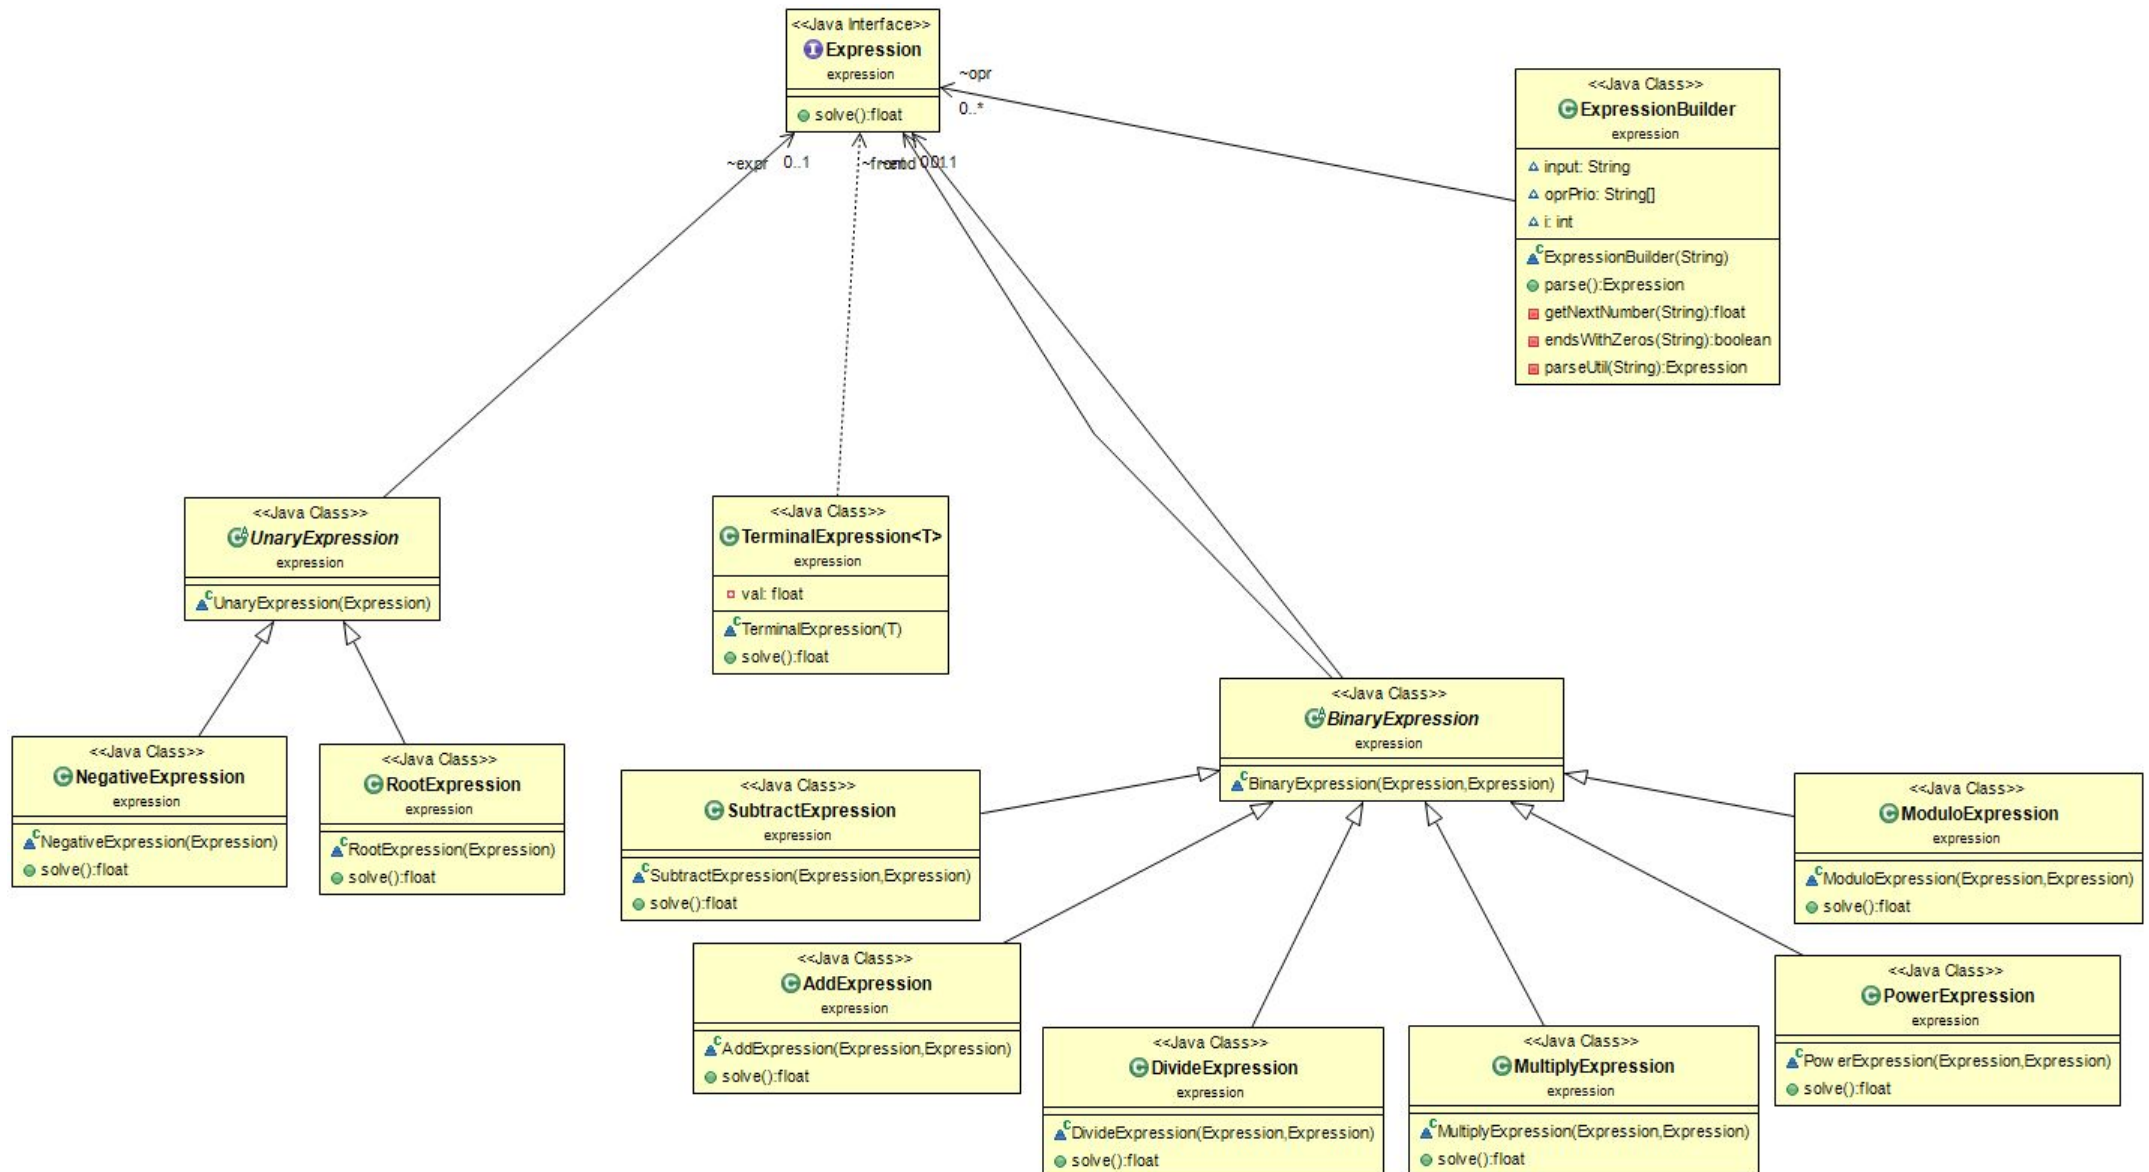 <<Java Interface>>
Expression
expression
solve():float
~opr
0..*
<<Java Class>>
ExpressionBuilder
expression
input: String
oprPrio: String[]
i: int
ExpressionBuilder(String)
parse():Expression
getNextNumber(String):float
endsWithZeros(String):boolean
parseUtil(String):Expression
~expr
0..1
<<Java Class>>
UnaryExpression
expression
UnaryExpression(Expression)
<<Java Class>>
TerminalExpression<T>
expression
val: float
TerminalExpression(T)
solve():float
<<Java Class>>
BinaryExpression
expression
BinaryExpression(Expression,Expression)
<<Java Class>>
NegativeExpression
expression
NegativeExpression(Expression)
solve():float
<<Java Class>>
RootExpression
expression
RootExpression(Expression)
solve():float
<<Java Class>>
SubtractExpression
expression
SubtractExpression(Expression,Expression)
solve():float
<<Java Class>>
ModuloExpression
expression
ModuloExpression(Expression,Expression)
solve():float
<<Java Class>>
AddExpression
expression
AddExpression(Expression,Expression)
solve():float
<<Java Class>>
DivideExpression
expression
DivideExpression(Expression,Expression)
solve():float
<<Java Class>>
MultiplyExpression
expression
MultiplyExpression(Expression,Expression)
solve():float
<<Java Class>>
PowerExpression
expression
PowerExpression(Expression,Expression)
solve():float